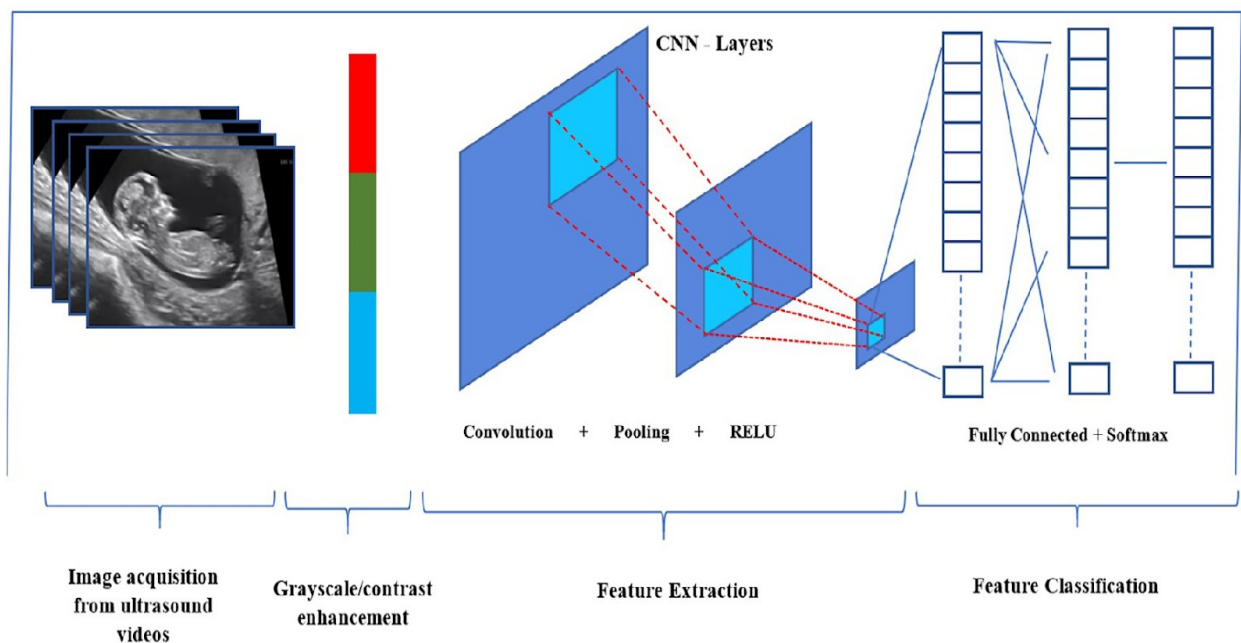 CNN - Layers
Convolution + Pooling + RELU
Fully Connected + Softmax
Image acquisition
from ultrasound
videos
Grayscale/contrast
enhancement
Feature Extraction
Feature Classification